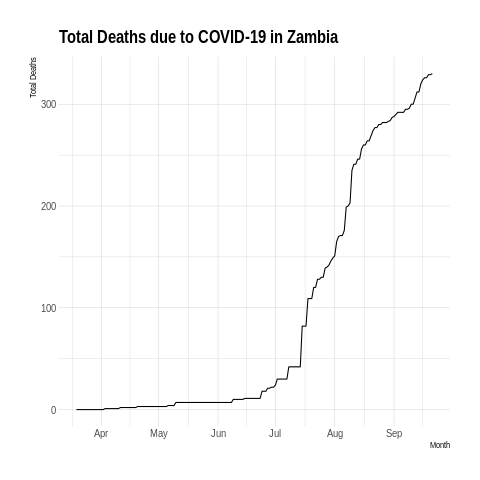 Total Deaths due to COVID-19 in Zambia
Total Deaths
300
200
100
0
Apr May Jun Jul Aug Sep
Month